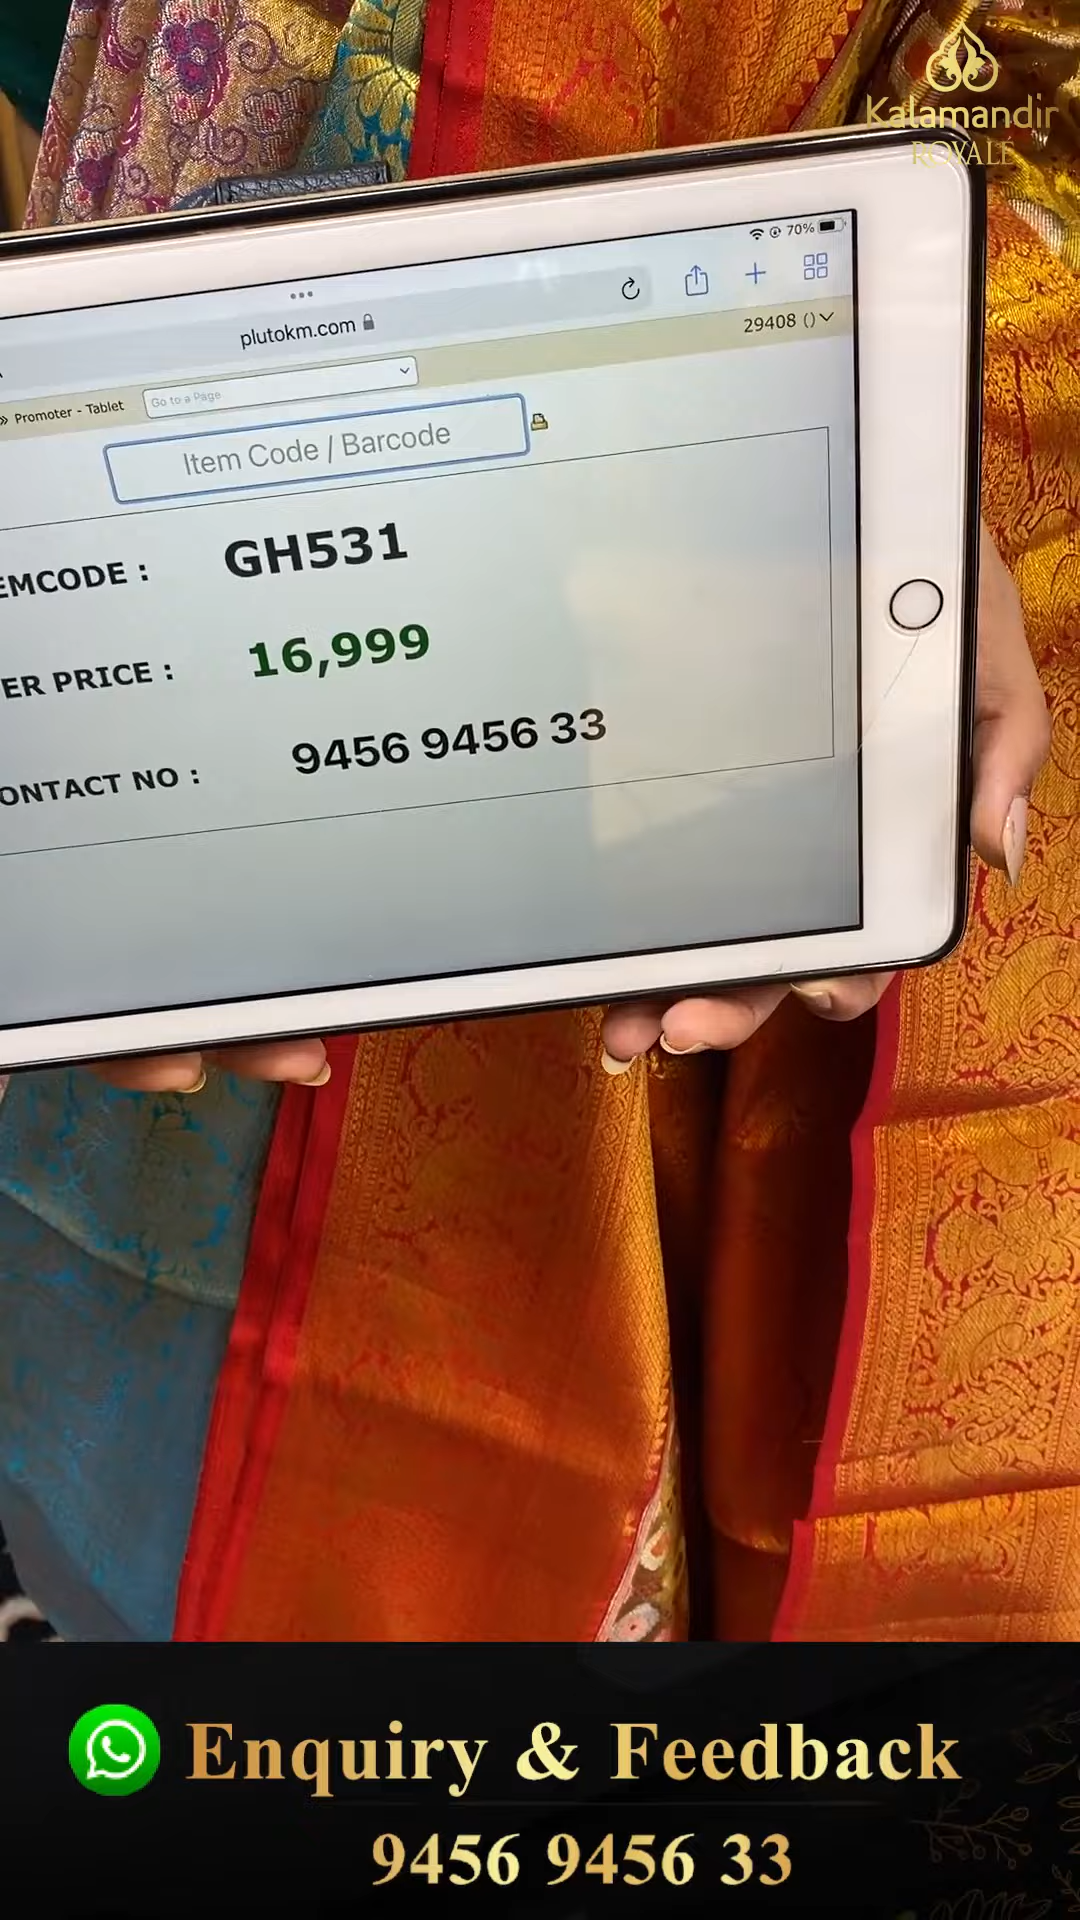 Kalamandir
ROYALE
70%
plutokm.com
29408 ()
» Promoter - Tablet
Go to a Page
Item Code / Barcode
EMCODE : GH531
ER PRICE : 16,999
ONTACT NO : 9456 9456 33
Enquiry & Feedback
9456 9456 33